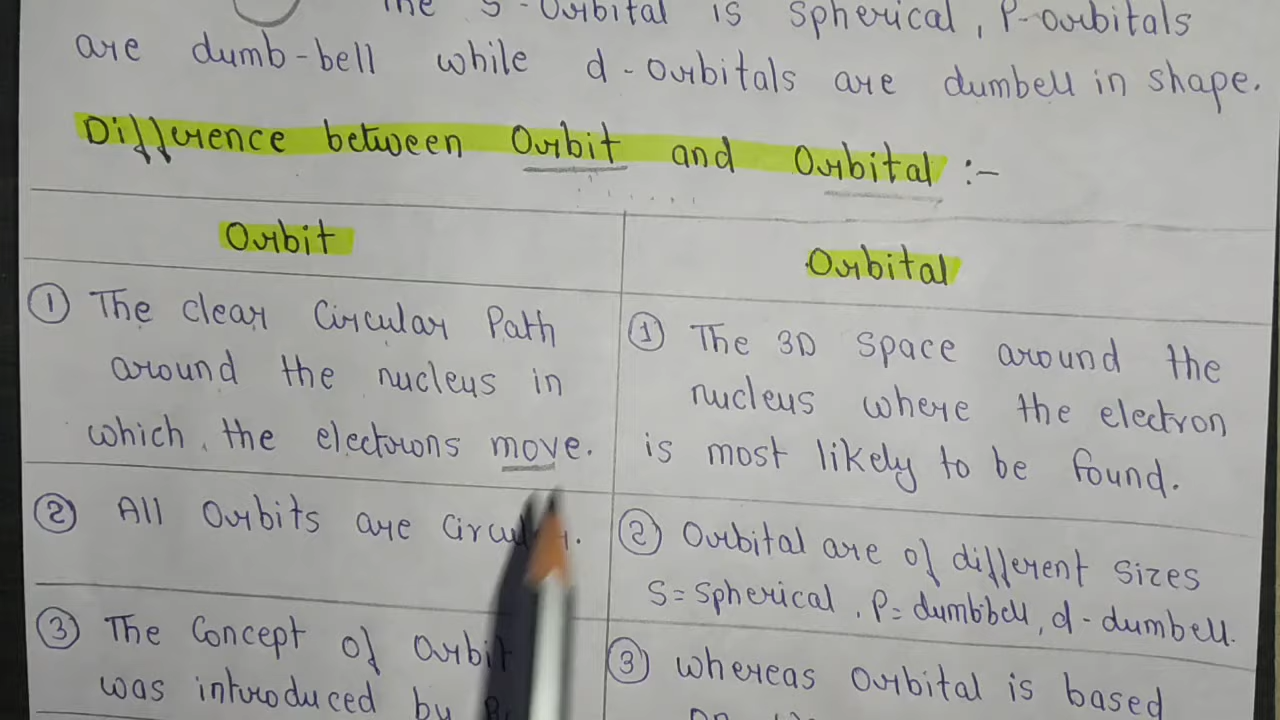 The S-Orbital is spherical, P-orbitals
are dumb-bell while d-orbitals are dumbell in shape.
Difference between Orbit and Orbital :-
Orbit
Orbital
① The clear Circular Path
around the nucleus in
which the electrons move.
① The 3D space around the
nucleus where the electron
is most likely to be found.
② All Orbits are
② Orbital are of different sizes
S=spherical, P=dumbbell, d-dumbell.
③ The Concept of Orbit
was introduced by
③ whereas Orbital is based